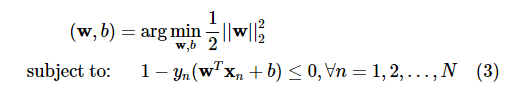 (w, b) = arg min_{w,b} 1/2 ||w||_2^2
subject to: 1 − y_n(w^T x_n + b) ≤ 0, ∀n = 1, 2, . . . , N (3)